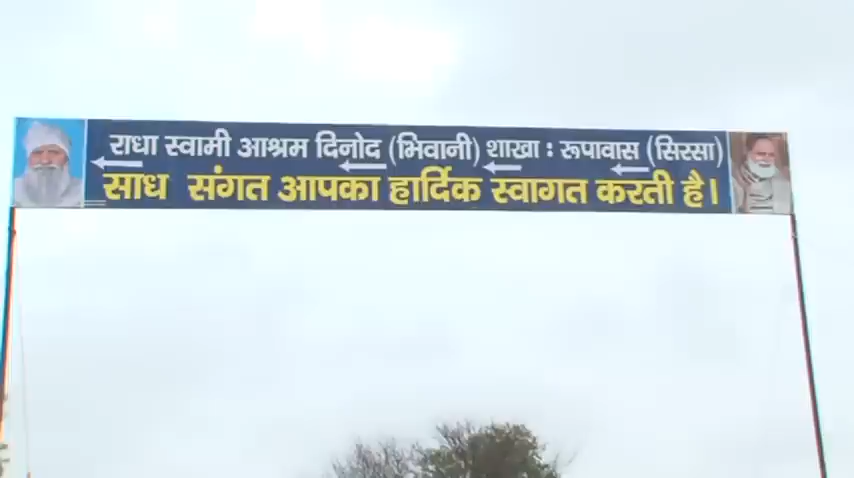 राधा स्वामी आश्रम दिनोद (भिवानी) शाखा : रूपावास (सिरसा)
साध संगत आपका हार्दिक स्वागत करती है।